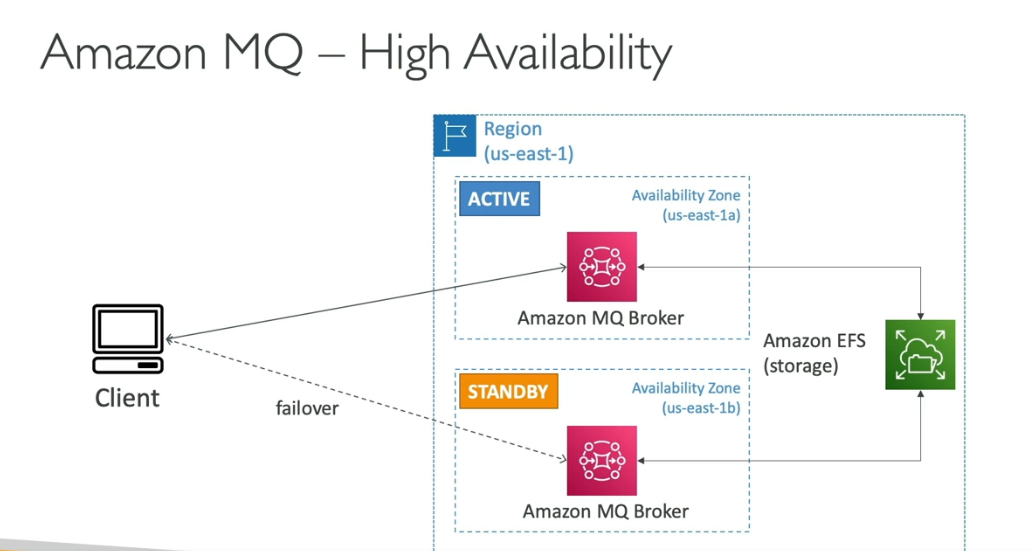 Amazon MQ – High Availability
Region
(us-east-1)
ACTIVE
Availability Zone
(us-east-1a)
Amazon MQ Broker
Client
failover
Amazon EFS
(storage)
STANDBY
Availability Zone
(us-east-1b)
Amazon MQ Broker